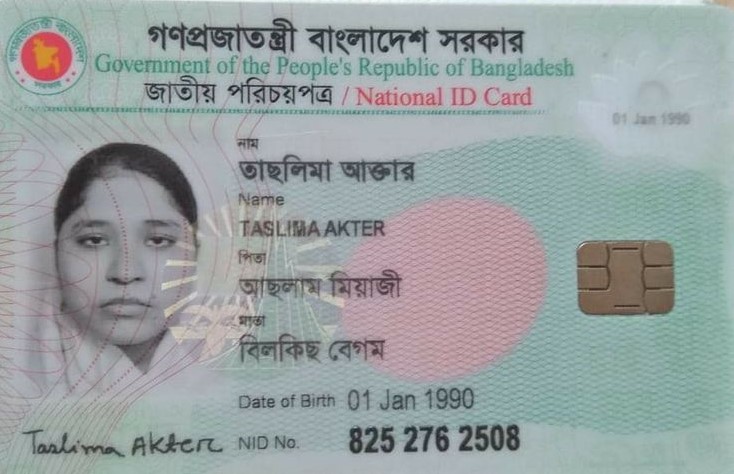 গণপ্রজাতন্ত্রী বাংলাদেশ সরকার
Government of the People's Republic of Bangladesh
জাতীয় পরিচয়পত্র / National ID Card
01 Jan 1990
নাম
তাছলিমা আক্তার
Name
TASLIMA AKTER
পিতা
আছলাম মিয়াজী
মাতা
বিলকিছ বেগম
Date of Birth 01 Jan 1990
Taslima Akter NID No. 825 276 2508